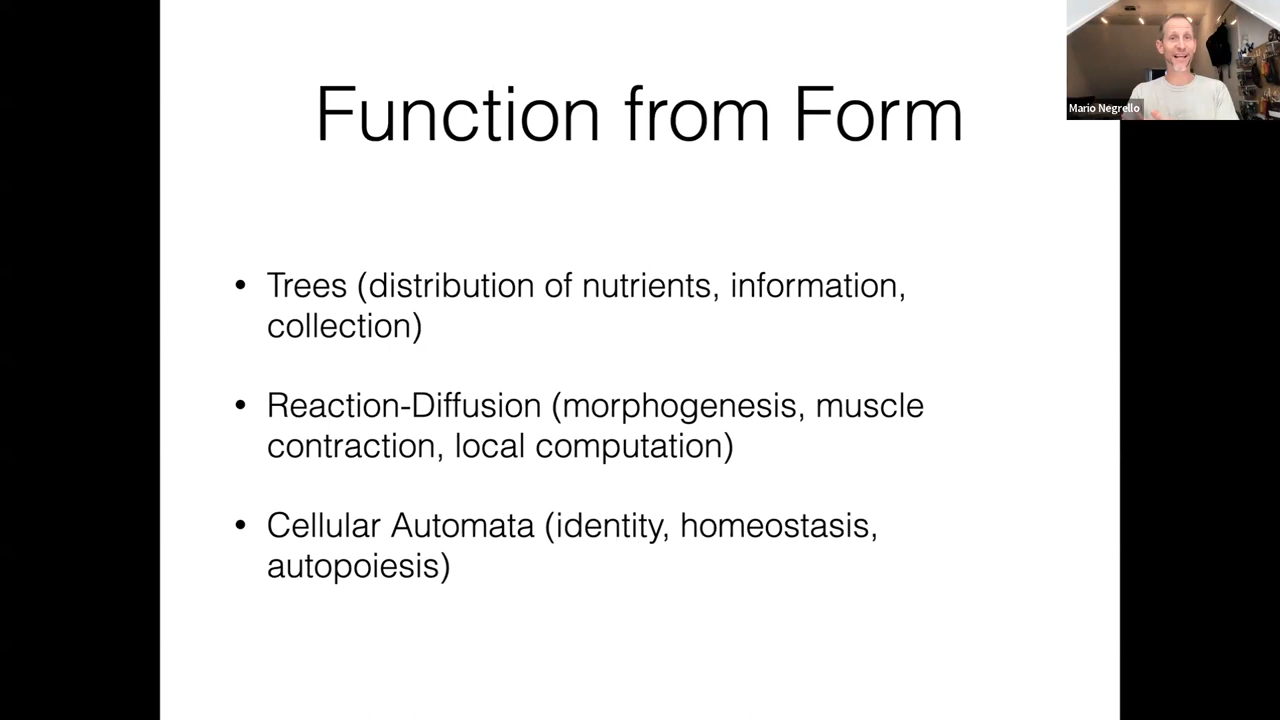 Function from Form
Mario Negrello
• Trees (distribution of nutrients, information,
collection)
• Reaction-Diffusion (morphogenesis, muscle
contraction, local computation)
• Cellular Automata (identity, homeostasis,
autopoiesis)